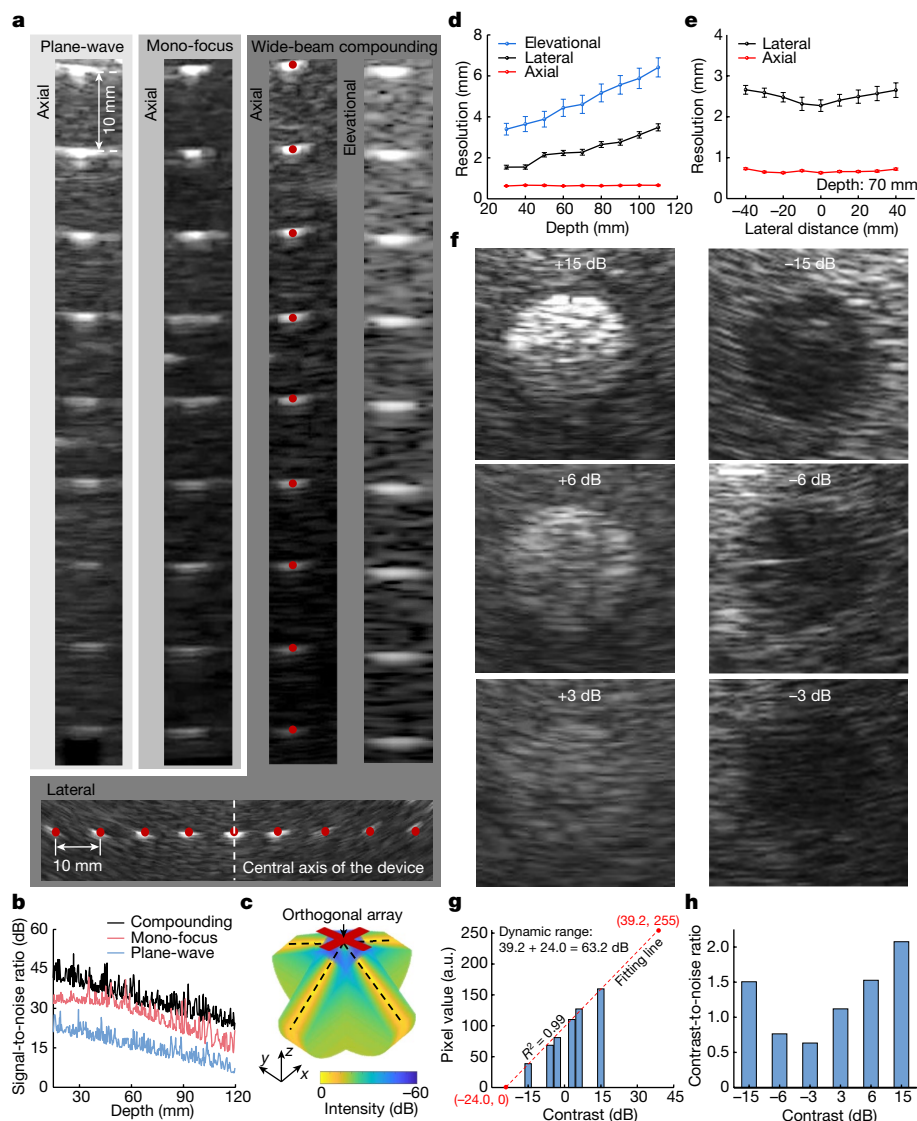 a
Plane-wave
Mono-focus
Wide-beam compounding
Axial
10 mm
Axial
Axial
Elevational
Lateral
10 mm
Central axis of the device
b
Compounding
Mono-focus
Plane-wave
Signal-to-noise ratio (dB)
60
45
30
15
0
30
60
90
120
Depth (mm)
c
Orthogonal array
y
z
x
0
−60
Intensity (dB)
d
Elevational
Lateral
Axial
Resolution (mm)
8
6
4
2
0
20
40
60
80
100
120
Depth (mm)
e
Lateral
Axial
Resolution (mm)
4
3
2
1
0
Depth: 70 mm
−40
−20
0
20
40
Lateral distance (mm)
f
+15 dB
−15 dB
+6 dB
−6 dB
+3 dB
−3 dB
g
Dynamic range:
39.2 + 24.0 = 63.2 dB
(39.2, 255)
Fitting line
R² = 0.99
(−24.0, 0)
Pixel value (a.u.)
250
200
150
100
50
0
−15
0
15
30
45
Contrast (dB)
h
Contrast-to-noise ratio
2.0
1.5
1.0
0.5
0
−15
−6
−3
3
6
15
Contrast (dB)